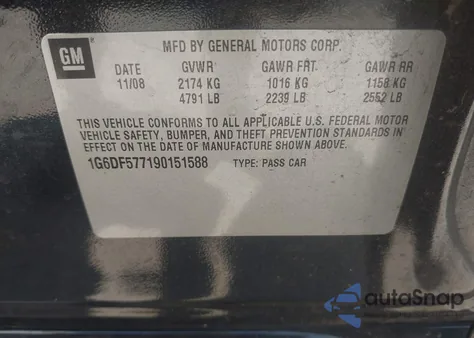 GM
MFD BY GENERAL MOTORS CORP.
DATE GVWR GAWR FRT GAWR RR
11/08 2174 KG 1016 KG 1158 KG
4791 LB 2239 LB 2552 LB
THIS VEHICLE CONFORMS TO ALL APPLICABLE U.S. FEDERAL MOTOR
VEHICLE SAFETY, BUMPER, AND THEFT PREVENTION STANDARDS IN
EFFECT ON THE DATE OF MANUFACTURE SHOWN ABOVE.
1G6DF577190151588 TYPE: PASS CAR
autoSnap